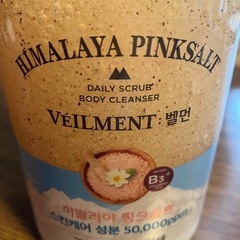 HIMALAYA PINKSALT
DAILY SCRUB
BODY CLEANSER
VEILMENT: 벨먼
B3+
히말라야 핑크솔트
스킨케어 성분 50,000ppm